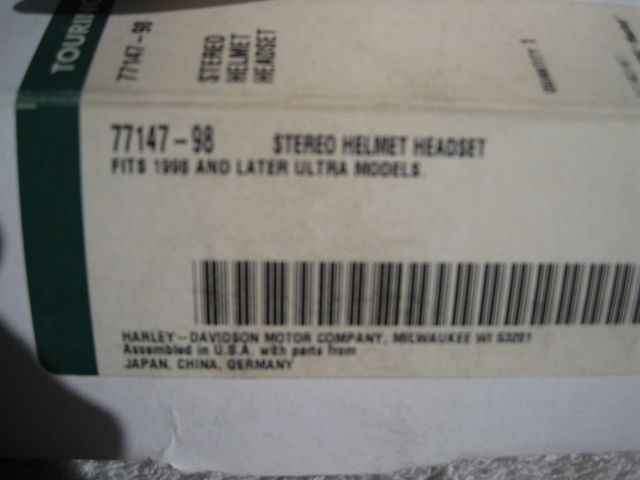 TOURING
77147-98
STEREO
HELMET
HEADSET
QUANTITY 1
77147-98 STEREO HELMET HEADSET
FITS 1998 AND LATER ULTRA MODELS.
HARLEY-DAVIDSON MOTOR COMPANY, MILWAUKEE WI 53201
Assembled in U.S.A. with parts from
JAPAN, CHINA, GERMANY